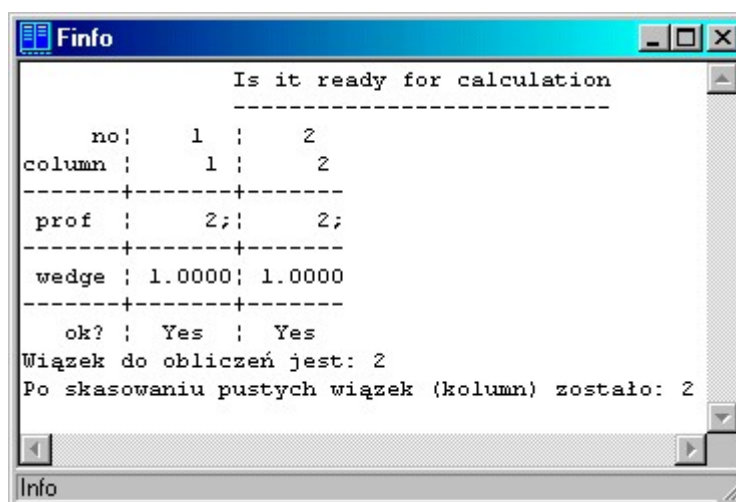 Finfo
Is it ready for calculation
---------------------------
no¦ 1 ¦ 2
column ¦ 1 ¦ 2
-------+-------+-------
prof ¦ 2;¦ 2;
-------+-------+-------
wedge ¦ 1.0000¦ 1.0000
-------+-------+-------
ok? ¦ Yes ¦ Yes
Wiązek do obliczeń jest: 2
Po skasowaniu pustych wiązek (kolumn) zostało: 2
Info